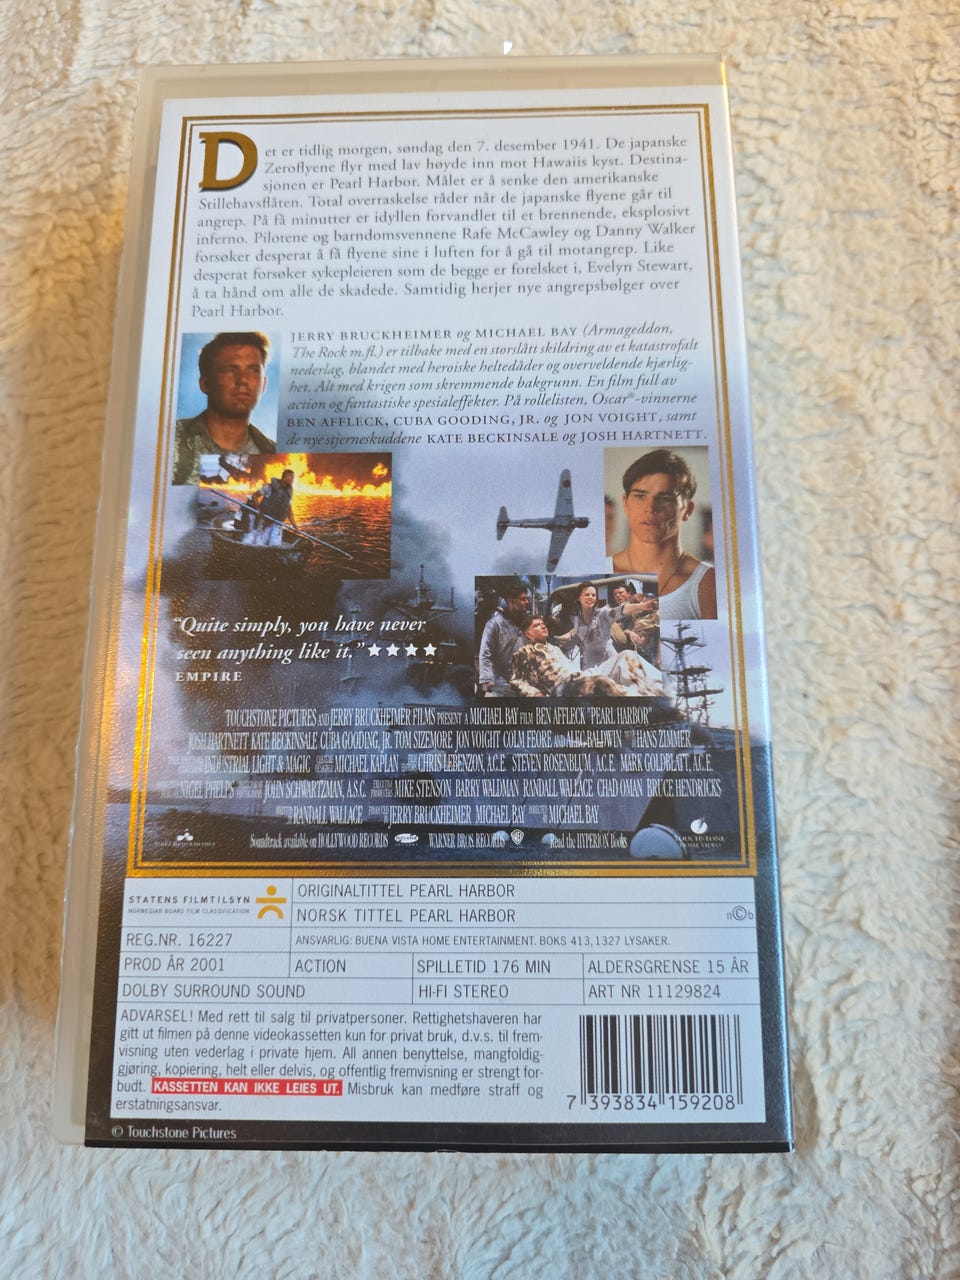 Det er tidlig morgen, søndag den 7. desember 1941. De japanske
Zeroflyene flyr med lav høyde inn mot Hawaiis kyst. Destina-
sjonen er Pearl Harbor. Målet er å senke den amerikanske
Stillehavsflåten. Total overraskelse råder når de japanske flyene går til
angrep. På få minutter er idyllen forvandlet til et brennende, eksplosivt
inferno. Pilotene og barndomsvennene Rafe McCawley og Danny Walker
forsøker desperat å få flyene sine i luften for å gå til motangrep. Like
desperat forsøker sykepleieren som de begge er forelsket i, Evelyn Stewart,
å ta hånd om alle de skadede. Samtidig herjer nye angrepsbølger over
Pearl Harbor.
JERRY BRUCKHEIMER og MICHAEL BAY (Armageddon,
The Rock m.fl.) er tilbake med en storslått skildring av et katastrofalt
nederlag, blandet med heroiske heltedåder og overveldende kjærlig-
het. Alt med krigen som skremmende bakgrunn. En film full av
action og fantastiske spesialeffekter. På rollelisten, Oscar®-vinnerne
BEN AFFLECK, CUBA GOODING, JR. og JON VOIGHT, samt
de nye stjerneskuddene KATE BECKINSALE og JOSH HARTNETT.
"Quite simply, you have never
seen anything like it."★★★★
EMPIRE
TOUCHSTONE PICTURES AND JERRY BRUCKHEIMER FILMS PRESENT A MICHAEL BAY FILM BEN AFFLECK "PEARL HARBOR"
JOSH HARTNETT KATE BECKINSALE CUBA GOODING, JR. TOM SIZEMORE JON VOIGHT COLM FEORE AND ALEC BALDWIN HANS ZIMMER
INDUSTRIAL LIGHT & MAGIC MICHAEL KAPLAN CHRIS LEBENZON, A.C.E. STEVEN ROSENBLUM, A.C.E. MARK GOLDBLATT, A.C.E.
NIGEL PHELPS JOHN SCHWARTZMAN, A.S.C. MIKE STENSON BARRY WALDMAN RANDALL WALLACE CHAD OMAN BRUCE HENDRICKS
WRITTEN BY RANDALL WALLACE PRODUCED BY JERRY BRUCKHEIMER MICHAEL BAY DIRECTED BY MICHAEL BAY
JERRY BRUCKHEIMER Soundtrack available on HOLLYWOOD RECORDS WARNER BROS. RECORDS Read the HYPERION Books TOUCHSTONE
HOME VIDEO
STATENS FILMTILSYN
NORWEGIAN BOARD FILM CLASSIFICATION
ORIGINALTITTEL PEARL HARBOR
NORSK TITTEL PEARL HARBOR
n©b
REG.NR. 16227
ANSVARLIG: BUENA VISTA HOME ENTERTAINMENT. BOKS 413, 1327 LYSAKER.
PROD ÅR 2001 ACTION SPILLETID 176 MIN ALDERSGRENSE 15 ÅR
DOLBY SURROUND SOUND HI-FI STEREO ART NR 11129824
ADVARSEL! Med rett til salg til privatpersoner. Rettighetshaveren har
gitt ut filmen på denne videokassetten kun for privat bruk, d.v.s. til frem-
visning uten vederlag i private hjem. All annen benyttelse, mangfoldig-
gjøring, kopiering, helt eller delvis, og offentlig fremvisning er strengt for-
budt. KASSETTEN KAN IKKE LEIES UT. Misbruk kan medføre straff og
erstatningsansvar.
7 393834 159208
© Touchstone Pictures